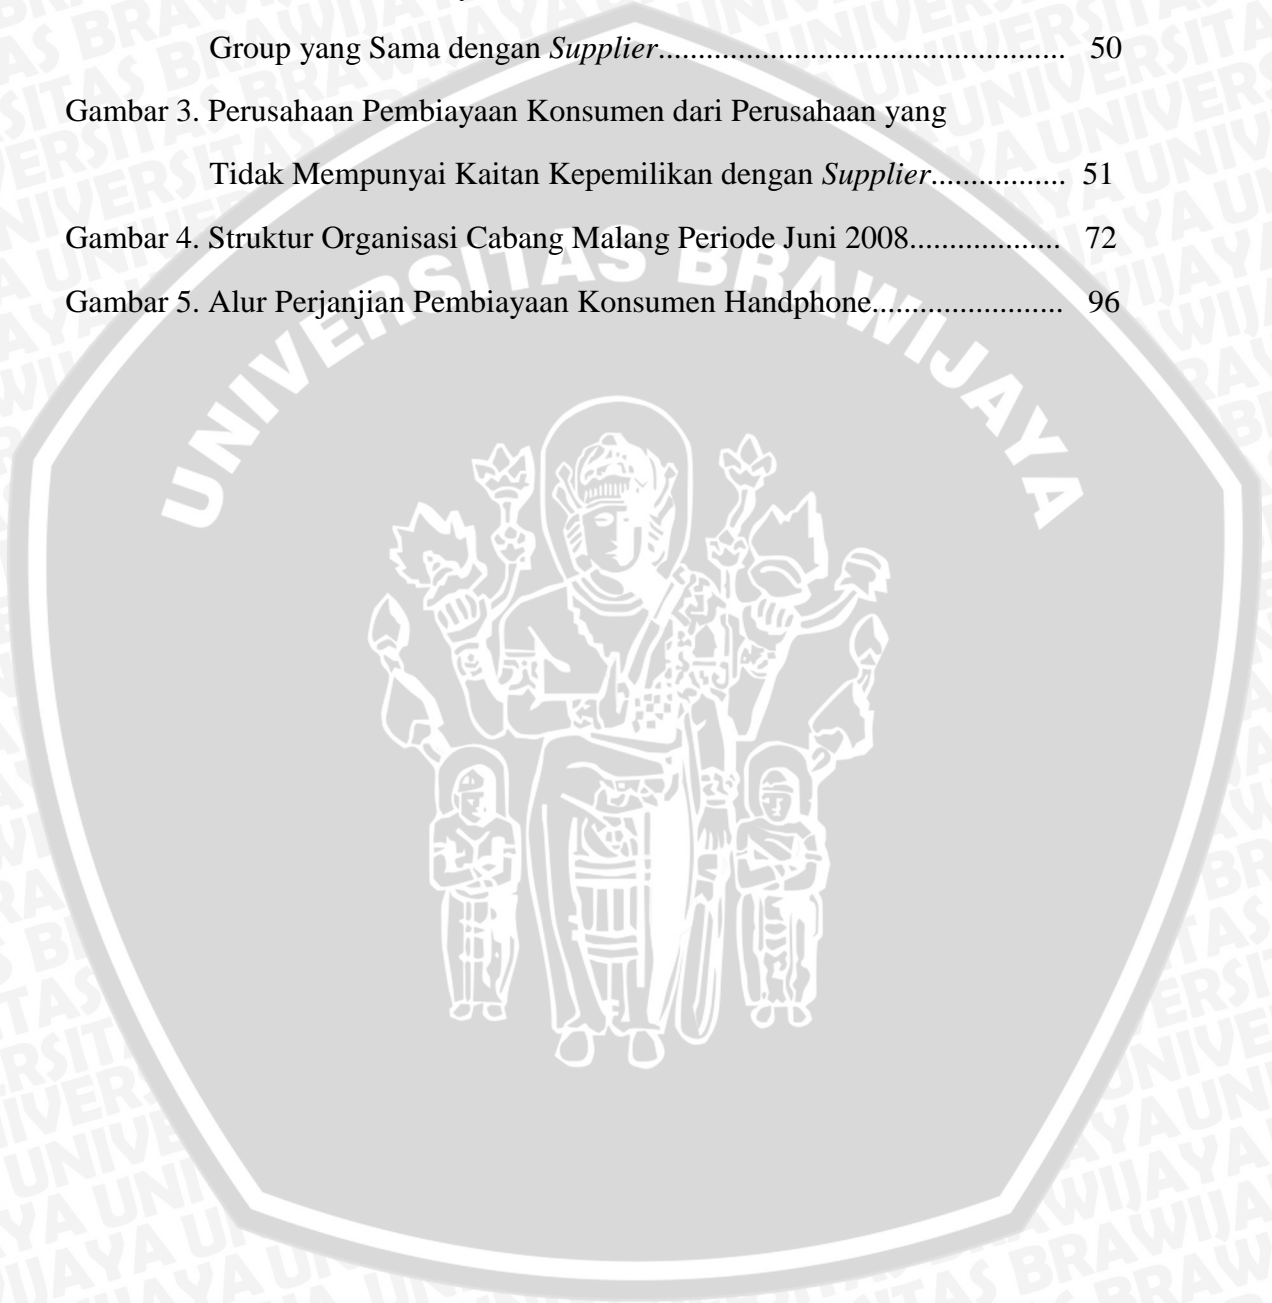 Group yang Sama dengan Supplier................................................ 50
Gambar 3. Perusahaan Pembiayaan Konsumen dari Perusahaan yang
Tidak Mempunyai Kaitan Kepemilikan dengan Supplier................ 51
Gambar 4. Struktur Organisasi Cabang Malang Periode Juni 2008.................. 72
Gambar 5. Alur Perjanjian Pembiayaan Konsumen Handphone....................... 96
UNIVERSITAS BRAWIJAYA